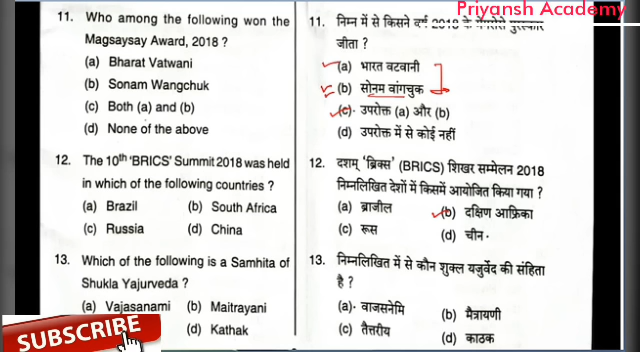 Priyansh Academy
11. Who among the following won the
Magsaysay Award, 2018 ?
(a) Bharat Vatwani
(b) Sonam Wangchuk
(c) Both (a) and (b)
(d) None of the above
12. The 10th 'BRICS' Summit 2018 was held
in which of the following countries ?
(a) Brazil (b) South Africa
(c) Russia (d) China
13. Which of the following is a Samhita of
Shukla Yajurveda ?
(a) Vajasanami (b) Maitrayani
(d) Kathak
SUBSCRIBE
11. निम्न में से किसने वर्ष 2018 के पुरस्कार
जीता ?
(a) भारत वटवानी
(b) सोनम वांगचुक
(c) उपरोक्त (a) और (b)
(d) उपरोक्त में से कोई नहीं
12. दशम् 'ब्रिक्स' (BRICS) शिखर सम्मेलन 2018
निम्नलिखित देशों में किसमें आयोजित किया गया ?
(a) ब्राजील (b) दक्षिण आफ्रिका
(c) रूस (d) चीन
13. निम्नलिखित में से कौन शुक्ल यजुर्वेद की संहिता
है ?
(a) वाजसनेमि (b) मैत्रायणी
(c) तैत्तरीय (d) काठक